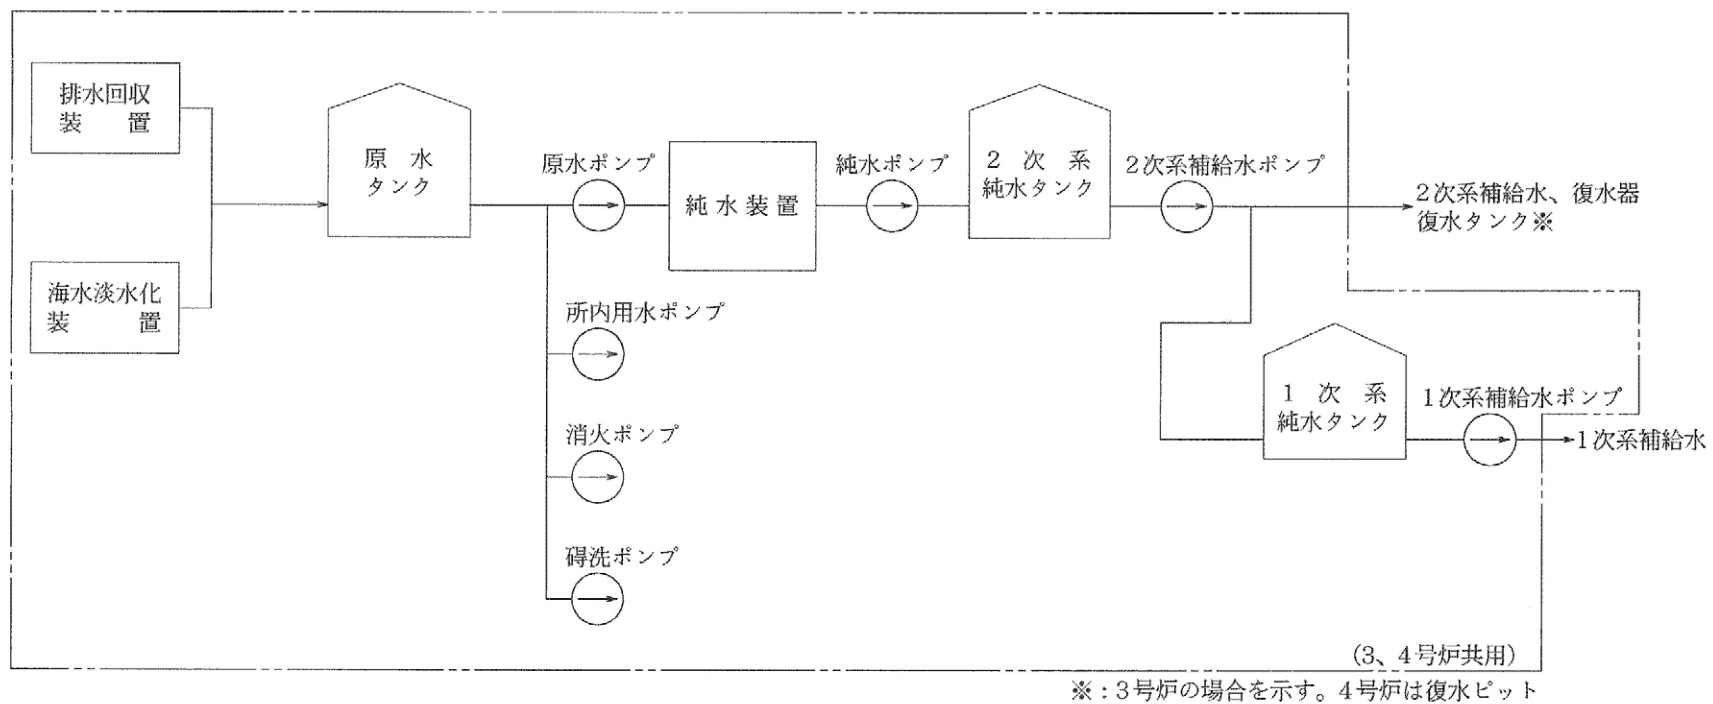 排水回収
装置
原水
タンク
原水ポンプ
純水装置
純水ポンプ
2次系
純水タンク
2次系補給水ポンプ
2次系補給水、復水器
復水タンク※
海水淡水化
装置
所内用水ポンプ
消火ポンプ
碍洗ポンプ
1次系
純水タンク
1次系補給水ポンプ
1次系補給水
(3、4号炉共用)
※:3号炉の場合を示す。4号炉は復水ピット